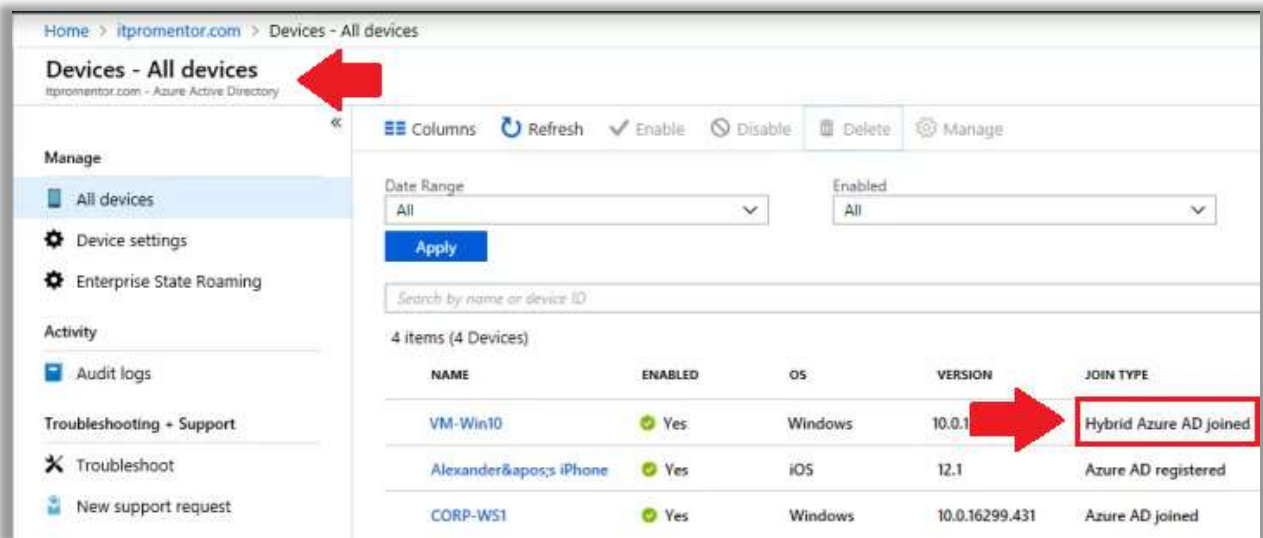 Home > itpromentor.com > Devices - All devices
Devices - All devices
itpromentor.com - Azure Active Directory
«
Columns Refresh Enable Disable Delete Manage
Manage
All devices
Device settings
Enterprise State Roaming
Activity
Audit logs
Troubleshooting + Support
Troubleshoot
New support request
Date Range Enabled
All All
Apply
Search by name or device ID
4 items (4 Devices)
NAME ENABLED OS VERSION JOIN TYPE
VM-Win10 Yes Windows 10.0.1 Hybrid Azure AD joined
Alexander&apos;s iPhone Yes iOS 12.1 Azure AD registered
CORP-WS1 Yes Windows 10.0.16299.431 Azure AD joined